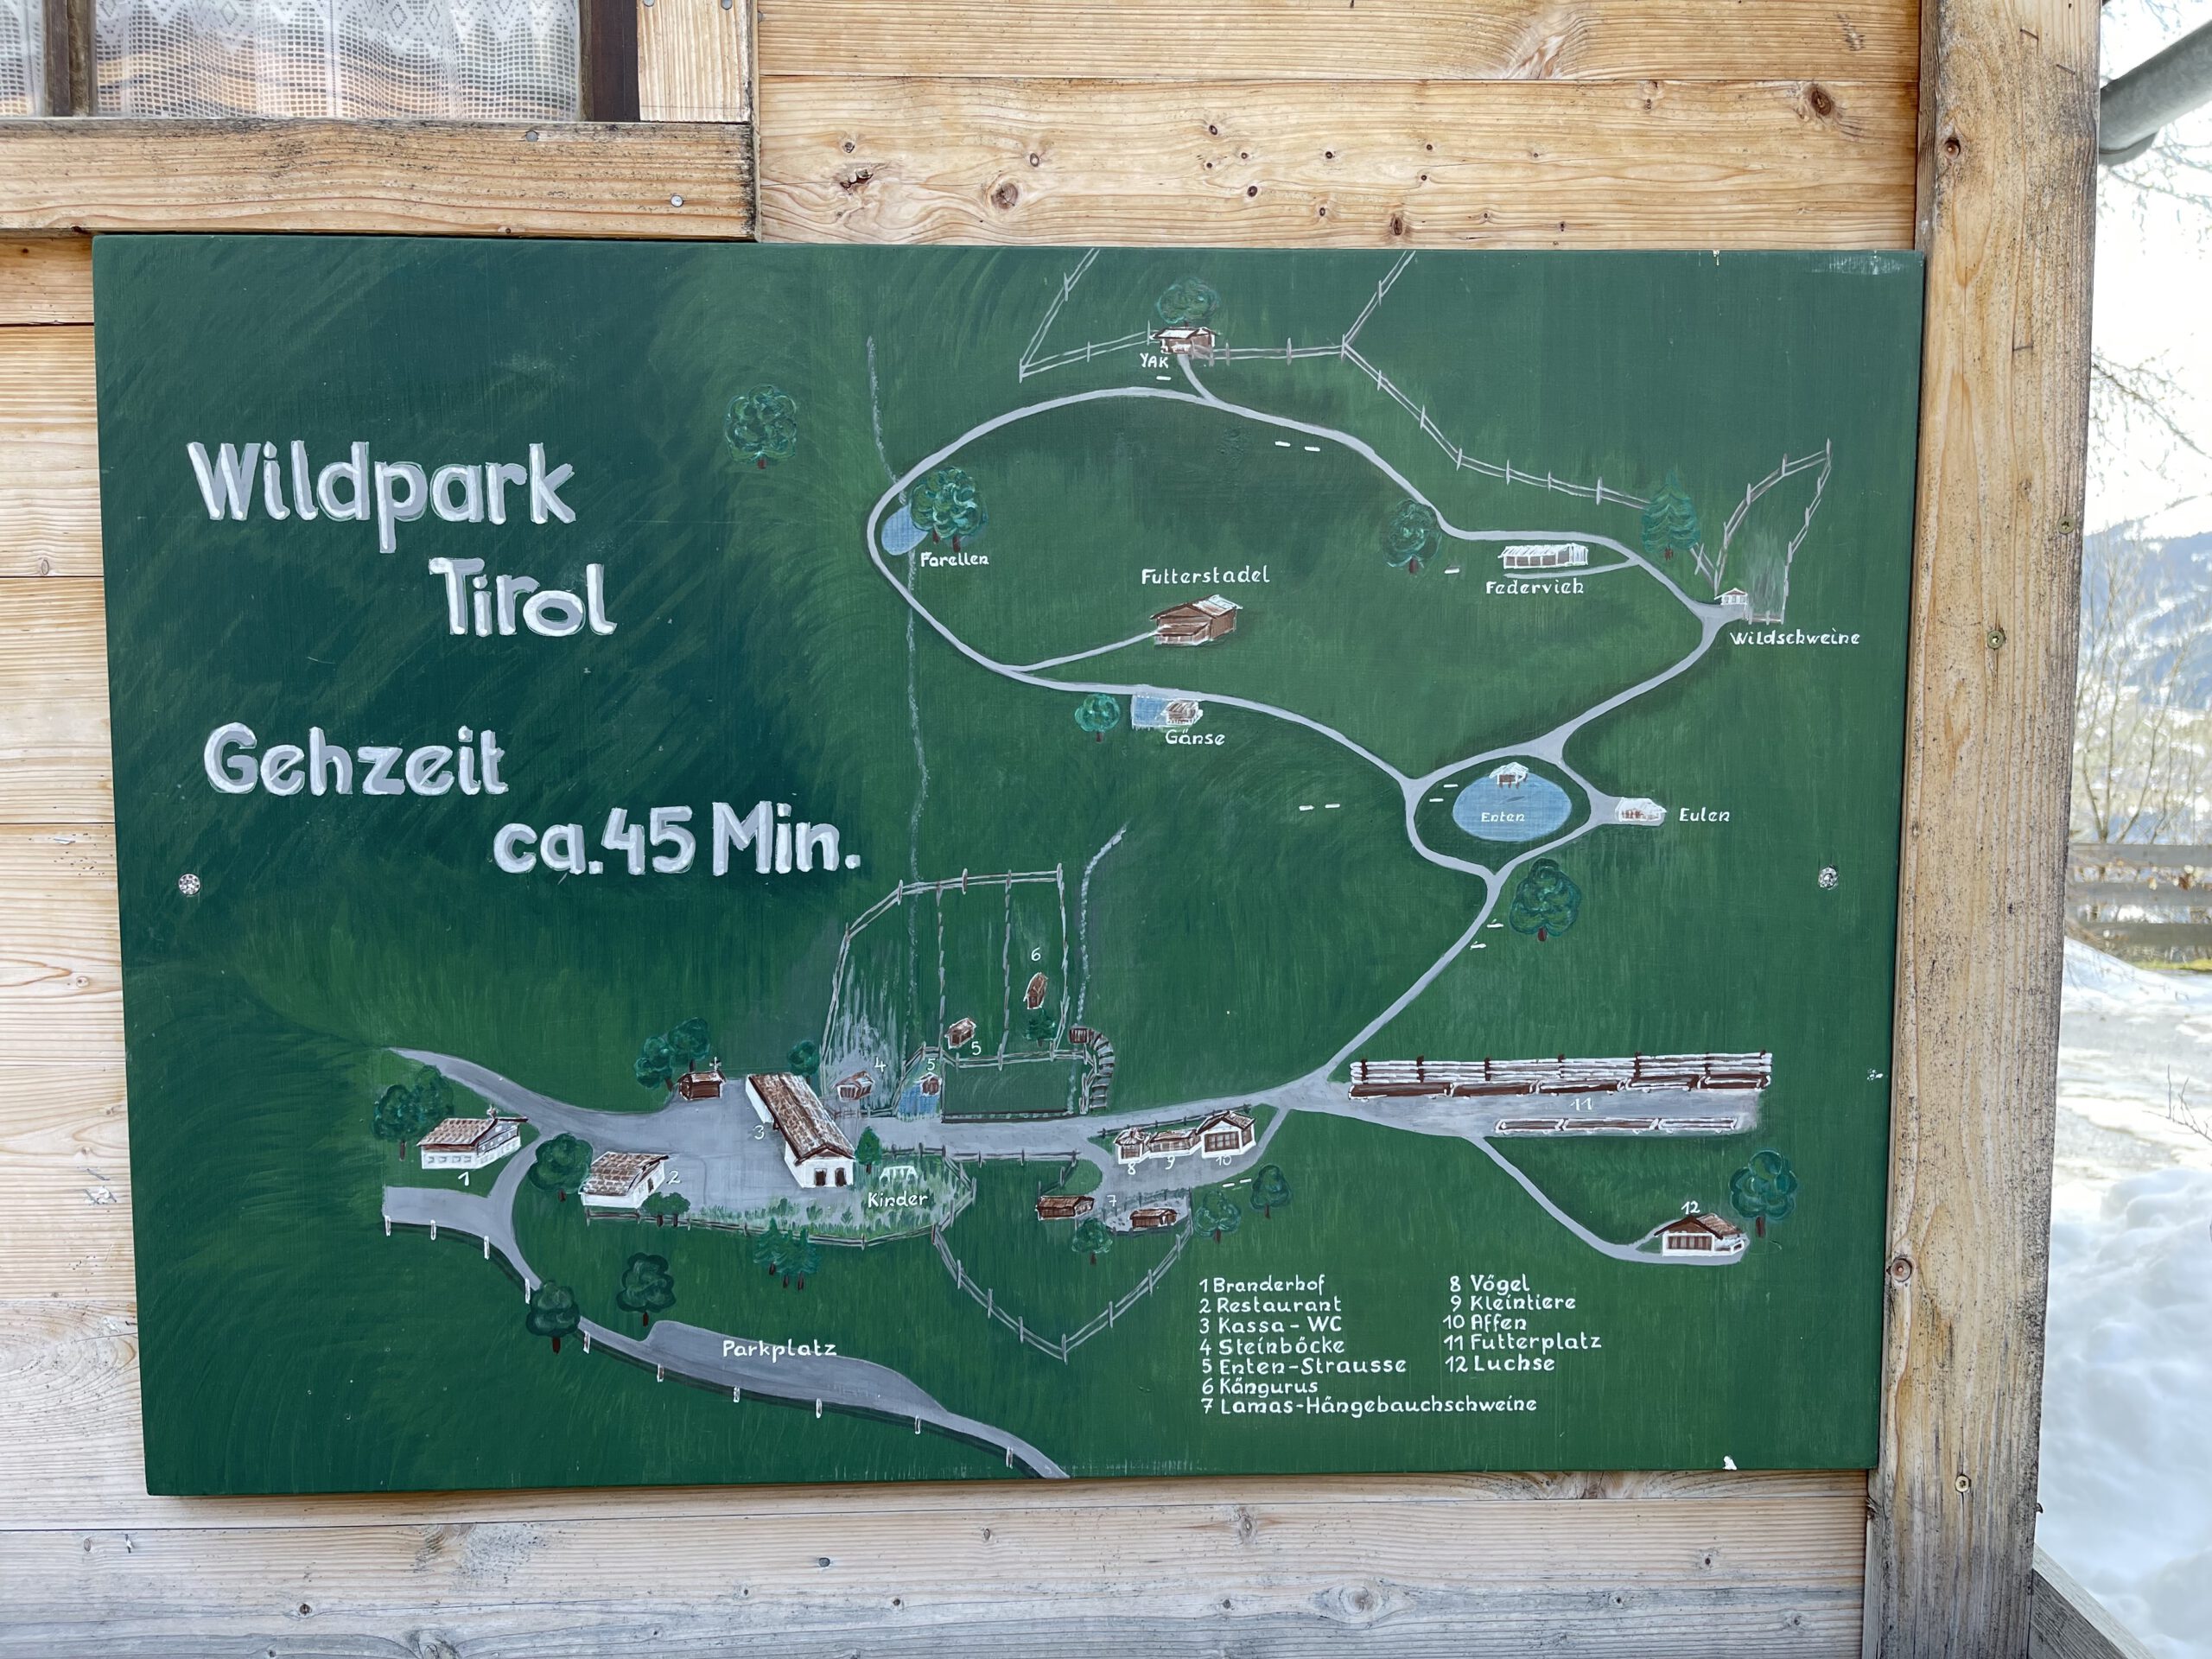 Wildpark
Tirol
Gehzeit
ca. 45 Min.
YAK
Forellen
Futterstadel
Federvieh
Wildschweine
Gänse
Enten
Eulen
6
5
5
4
3
11
1
2
Kinder
8
9
10
7
12
Parkplatz
1 Branderhof
2 Restaurant
3 Kassa - WC
4 Steinböcke
5 Enten-Strausse
6 Kängurus
7 Lamas-Hängebauchschweine
8 Vögel
9 Kleintiere
10 Affen
11 Futterplatz
12 Luchse